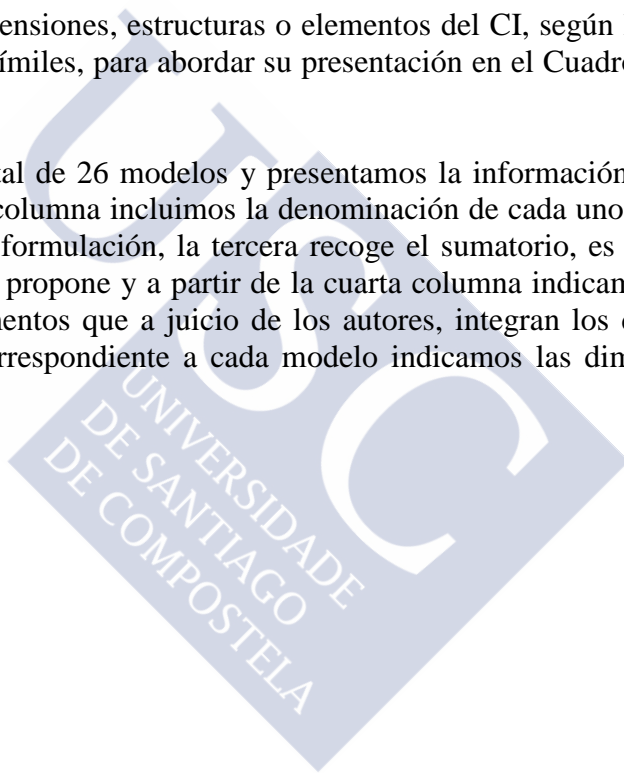 ensiones, estructuras o elementos del CI, según
ímiles, para abordar su presentación en el Cuadro
tal de 26 modelos y presentamos la información
columna incluimos la denominación de cada uno
formulación, la tercera recoge el sumatorio, es
propone y a partir de la cuarta columna indican
mentos que a juicio de los autores, integran los
rrespondiente a cada modelo indicamos las dim
USC
UNIVERSIDADE
DE SANTIAGO
DE COMPOSTELA